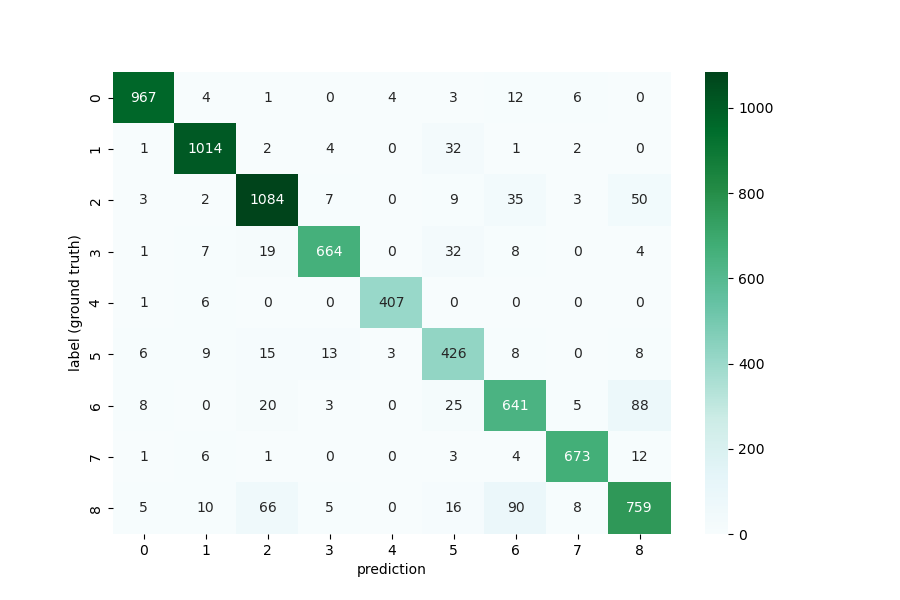 0 967 4 1 0 4 3 12 6 0
1 1 1014 2 4 0 32 1 2 0
2 3 2 1084 7 0 9 35 3 50
3 1 7 19 664 0 32 8 0 4
4 1 6 0 0 407 0 0 0 0
5 6 9 15 13 3 426 8 0 8
6 8 0 20 3 0 25 641 5 88
7 1 6 1 0 0 3 4 673 12
8 5 10 66 5 0 16 90 8 759
0 1 2 3 4 5 6 7 8
prediction
label (ground truth)
1000
800
600
400
200
0